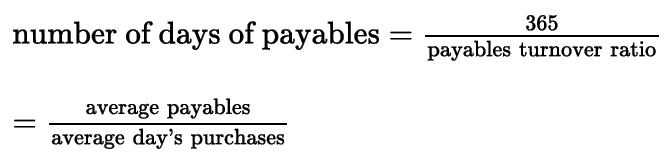 number of days of payables = 365 / payables turnover ratio
= average payables / average day's purchases